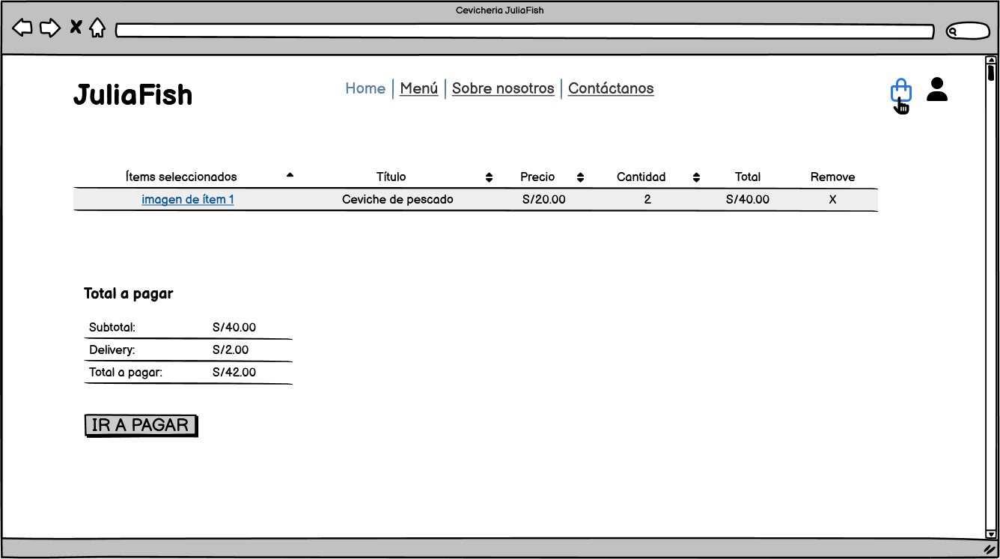 Cevicheria JuliaFish
JuliaFish
Home Menú Sobre nosotros Contáctanos
Ítems seleccionados Título Precio Cantidad Total Remove
imagen de ítem 1 Ceviche de pescado S/20.00 2 S/40.00 X
Total a pagar
Subtotal: S/40.00
Delivery: S/2.00
Total a pagar: S/42.00
IR A PAGAR